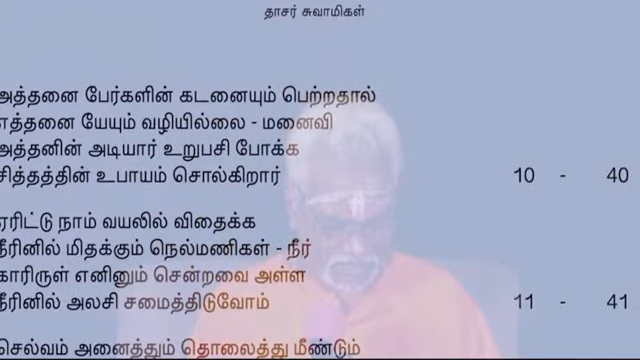 தாசர் சுவாமிகள்
அத்தனை பேர்களின் கடனையும் பெற்றதால்
எத்தனை யேயும் வழியில்லை - மனைவி
அத்தனின் அடியார் உறுபசி போக்க
சித்தத்தின் உபாயம் சொல்கிறார் 10 - 40
ஏரிட்டு நாம் வயலில் விதைக்க
நீரினில் மிதக்கும் நெல்மணிகள் - நீர்
காரிருள் எனினும் சென்றவை அள்ள
நீரினில் அலசி சமைத்திடுவோம் 11 - 41
செல்வம் அனைத்தும் தொலைத்து மீண்டும்